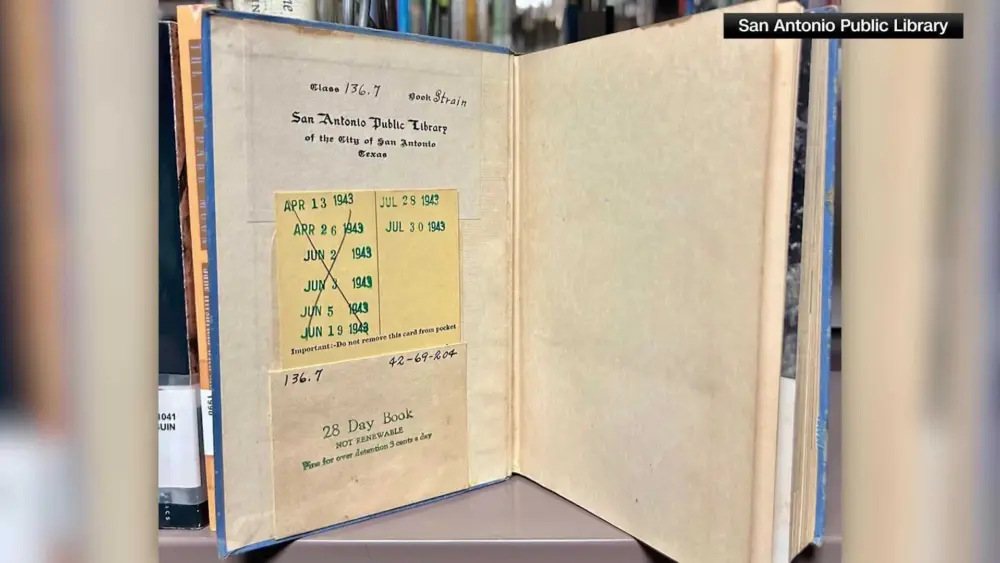 San Antonio Public Library
Class 136.7 Book Strain
San Antonio Public Library
of the City of San Antonio
Texas
APR 13 1943
APR 26 1943
JUN 2 1943
JUN 3 1943
JUN 5 1943
JUN 19 1943
JUL 28 1943
JUL 30 1943
Important:-Do not remove this card from pocket
136.7 42-69-204
28 Day Book
NOT RENEWABLE
Fine for over detention 3 cents a day
1041
GUIN